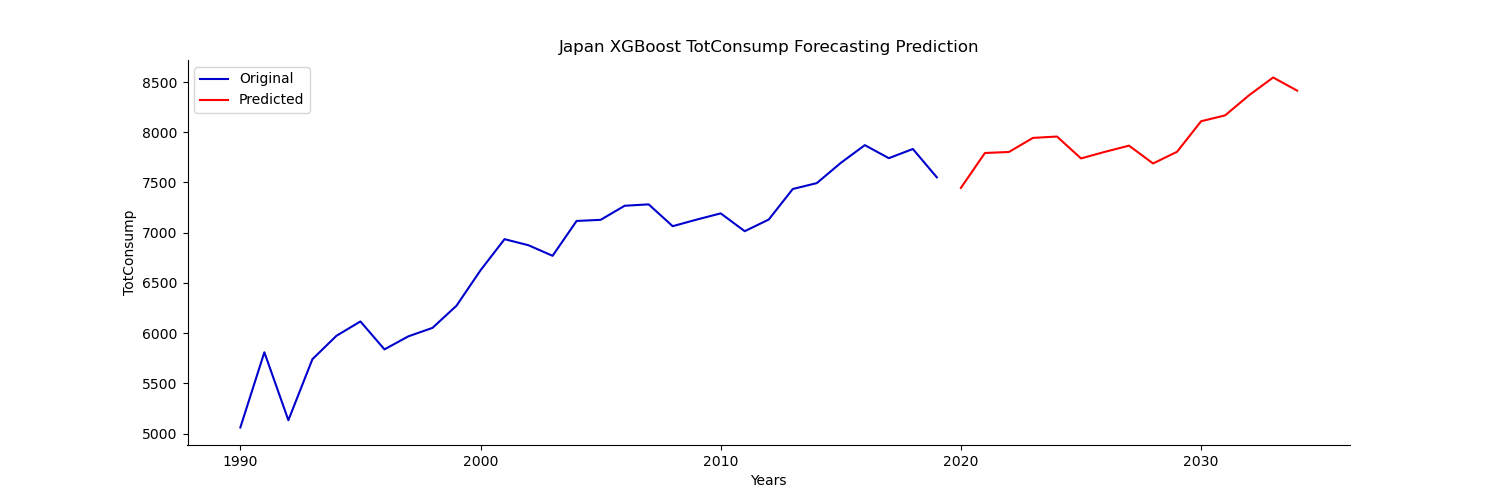 Japan XGBoost TotConsump Forecasting Prediction
Original
Predicted
8500
8000
7500
7000
6500
6000
5500
5000
TotConsump
1990 2000 2010 2020 2030
Years